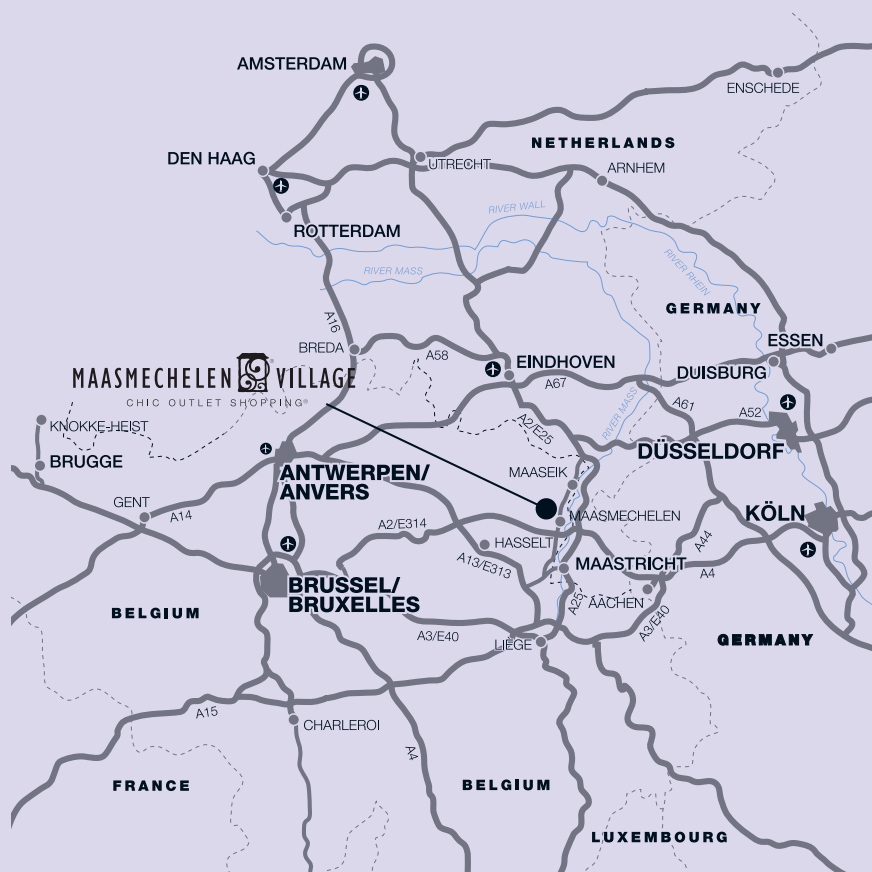 AMSTERDAM
ENSCHEDE
NETHERLANDS
DEN HAAG
UTRECHT
ARNHEM
RIVER WALL
ROTTERDAM
RIVER MASS
RIVER RHEIN
GERMANY
A16
ESSEN
BREDA
A58
EINDHOVEN
DUISBURG
MAASMECHELEN VILLAGE
CHIC OUTLET SHOPPING®
A67
A61
A52
RIVER MASS
KNOKKE-HEIST
A2/E25
BRUGGE
DÜSSELDORF
ANTWERPEN/
ANVERS
MAASEIK
GENT
A14
A2/E314
MAASMECHELEN
KÖLN
HASSELT
A13/E313
A44
MAASTRICHT
A4
BRUSSEL/
BRUXELLES
A25
AACHEN
BELGIUM
A3/E40
A3/E40
LIÈGE
GERMANY
A15
CHARLEROI
A4
FRANCE
BELGIUM
LUXEMBOURG